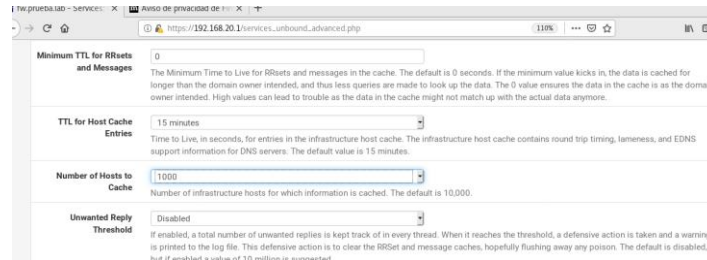 fw.prueba.lab - Services: × Aviso de privacidad de × +
https://192.168.20.1/services_unbound_advanced.php 110%
Minimum TTL for RRsets and Messages
0
The Minimum Time to Live for RRsets and messages in the cache. The default is 0 seconds. If the minimum value kicks in, the data is cached for
longer than the domain owner intended, and thus less queries are made to look up the data. The 0 value ensures the data in the cache is as the doma
owner intended. High values can lead to trouble as the data in the cache might not match up with the actual data anymore.
TTL for Host Cache Entries
15 minutes
Time to Live, in seconds, for entries in the infrastructure host cache. The infrastructure host cache contains round trip timing, lameness, and EDNS
support information for DNS servers. The default value is 15 minutes.
Number of Hosts to Cache
1000
Number of infrastructure hosts for which information is cached. The default is 10,000.
Unwanted Reply Threshold
Disabled
If enabled, a total number of unwanted replies is kept track of in every thread. When it reaches the threshold, a defensive action is taken and a warning
is printed to the log file. This defensive action is to clear the RRSet and message caches, hopefully flushing away any poison. The default is disabled,
but if enabled a value of 10 million is suggested.